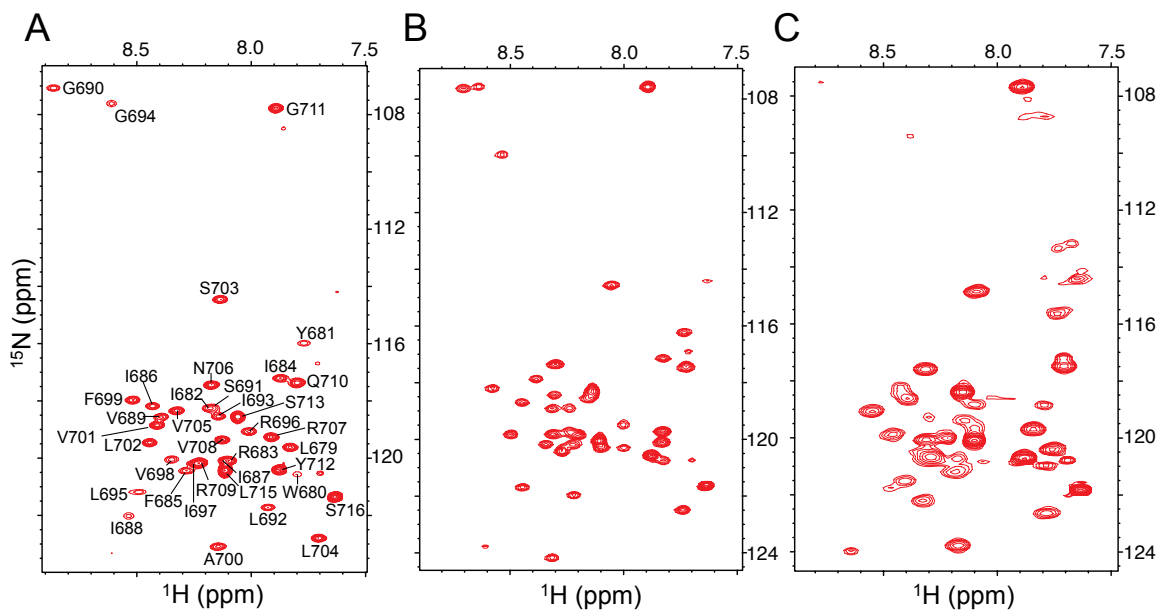 A
B
C
8.5 8.0 7.5
8.5 8.0 7.5
8.5 8.0 7.5
G690
G694
G711
108
108
112
112
S703
Y681
116
116
I684
N706
S691
I686
I682
I693
Q710
F699
S713
V689
R696
R707
V705
V701
L679
120
120
L702
V708
R683
Y712
V698
I687
W680
L695
F685
R709
L715
I697
S716
I688
L692
L704
A700
124
124
15N (ppm)
1H (ppm)
1H (ppm)
1H (ppm)